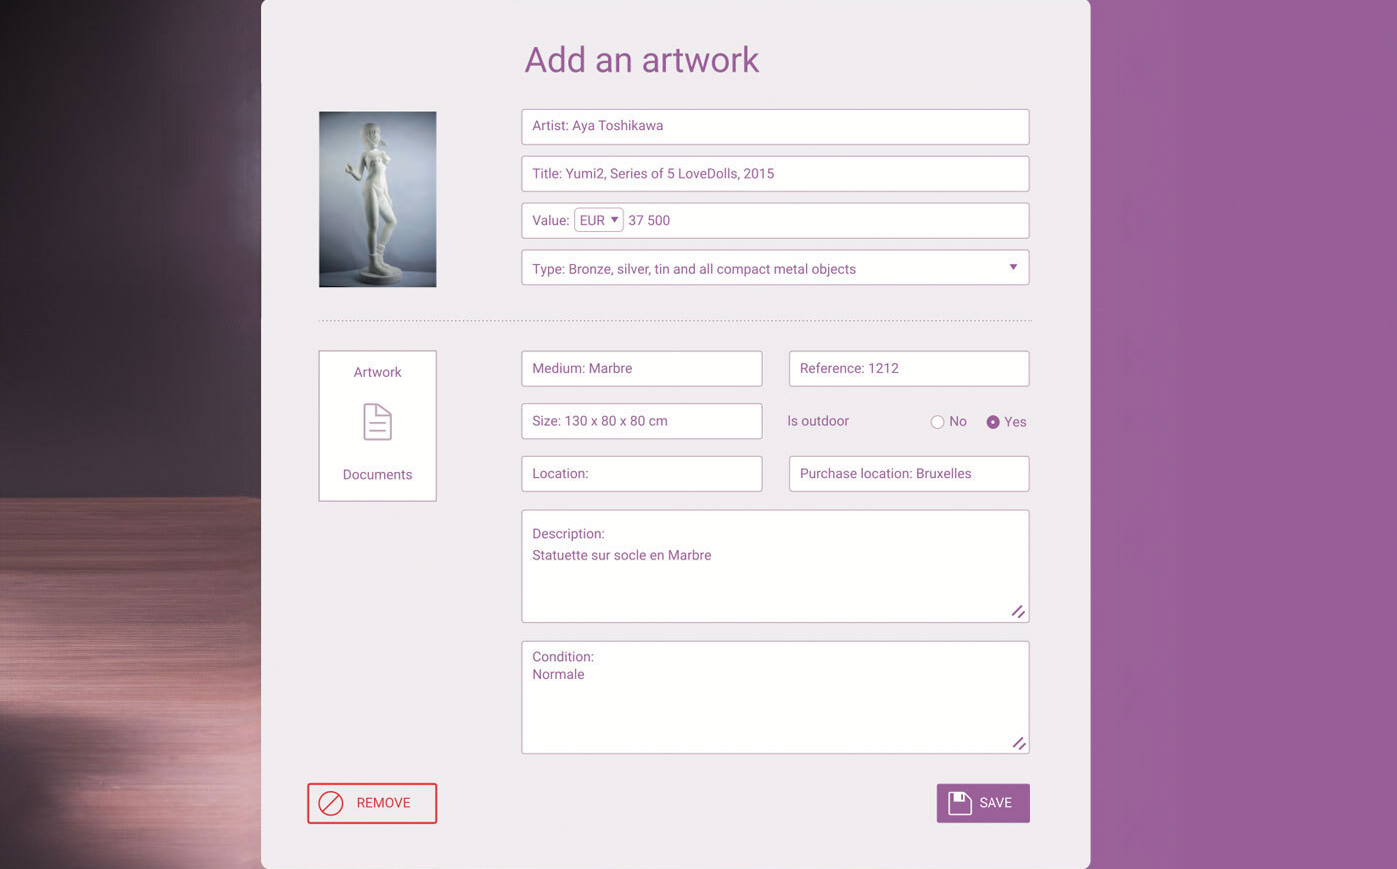 Add an artwork
Artist: Aya Toshikawa
Title: Yumi2, Series of 5 LoveDolls, 2015
Value: EUR 37 500
Type: Bronze, silver, tin and all compact metal objects
Artwork
Documents
Medium: Marbre
Reference: 1212
Size: 130 x 80 x 80 cm
Is outdoor No Yes
Location:
Purchase location: Bruxelles
Description:
Statuette sur socle en Marbre
Condition:
Normale
REMOVE
SAVE